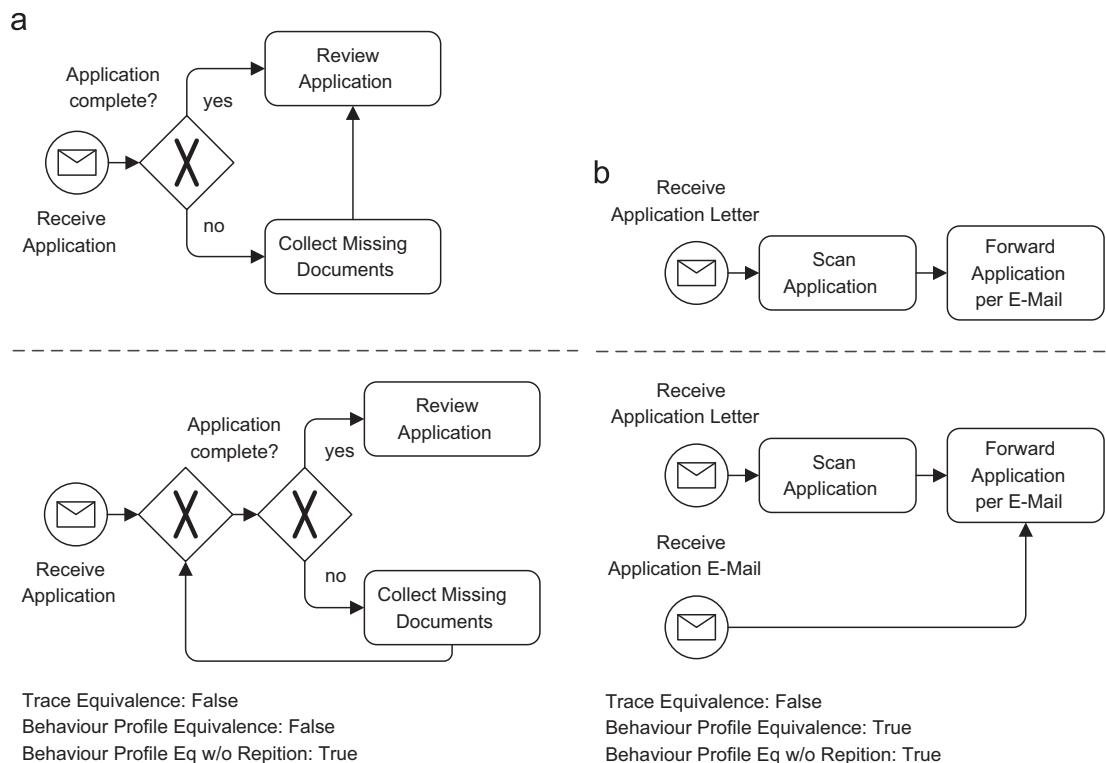 a
Review
Application
Application
complete?
yes
Receive
Application
no
Collect Missing
Documents
Review
Application
Application
complete?
yes
Receive
Application
no
Collect Missing
Documents
Trace Equivalence: False
Behaviour Profile Equivalence: False
Behaviour Profile Eq w/o Repition: True
b
Receive
Application Letter
Scan
Application
Forward
Application
per E-Mail
Receive
Application Letter
Scan
Application
Forward
Application
per E-Mail
Receive
Application E-Mail
Trace Equivalence: False
Behaviour Profile Equivalence: True
Behaviour Profile Eq w/o Repition: True